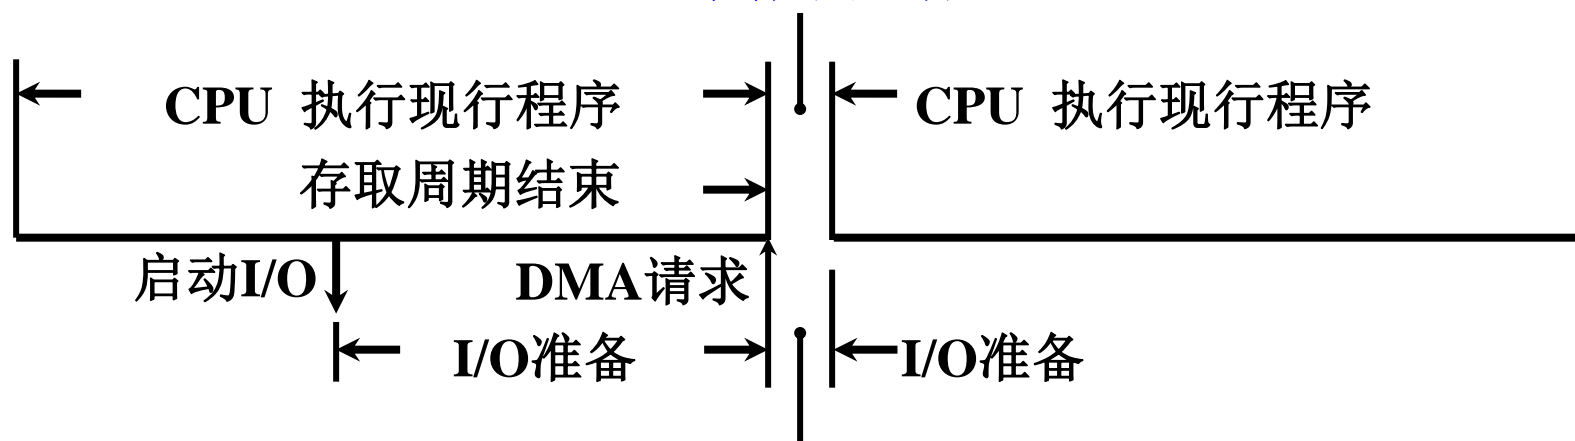 CPU 执行现行程序
CPU 执行现行程序
存取周期结束
启动I/O
DMA请求
I/O准备
I/O准备